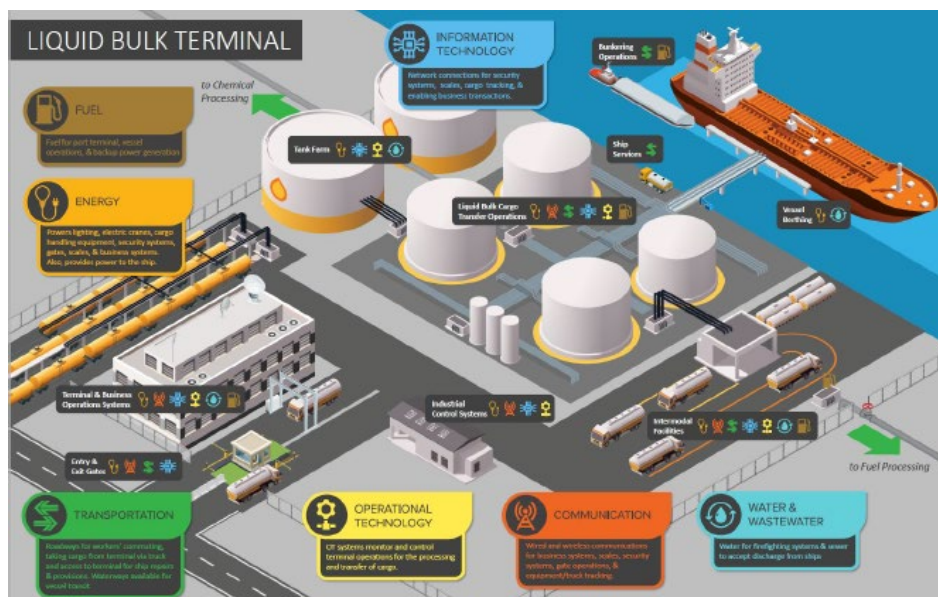 LIQUID BULK TERMINAL
INFORMATION
TECHNOLOGY
Network connections for security
systems, scales, cargo tracking, &
enabling business transactions.
Bunkering
Operations
to Chemical
Processing
FUEL
Fuel for port terminal, vessel
operations, & backup power generation
Tank Farm
Ship
Services
ENERGY
Powers lighting, electric cranes, cargo
handling equipment, security systems,
gates, scales, & business systems.
Also, provides power to the ship.
Liquid Bulk Cargo
Transfer Operations
Vessel
Berthing
Terminal & Business
Operations Systems
Industrial
Control Systems
Intermodal
Facilities
Entry &
Exit Gates
to Fuel Processing
TRANSPORTATION
Roadways for workers' commuting,
taking cargo from terminal via truck
and access to terminal for ship repairs
& provisions. Waterways available for
vessel transit
OPERATIONAL
TECHNOLOGY
OT systems monitor and control
terminal operations for the processing
and transfer of cargo.
COMMUNICATION
Wired and wireless communications
for business systems, scales, security
systems, gate operations, &
equipment/truck tracking.
WATER &
WASTEWATER
Water for firefighting systems & sewer
to accept discharge from ships